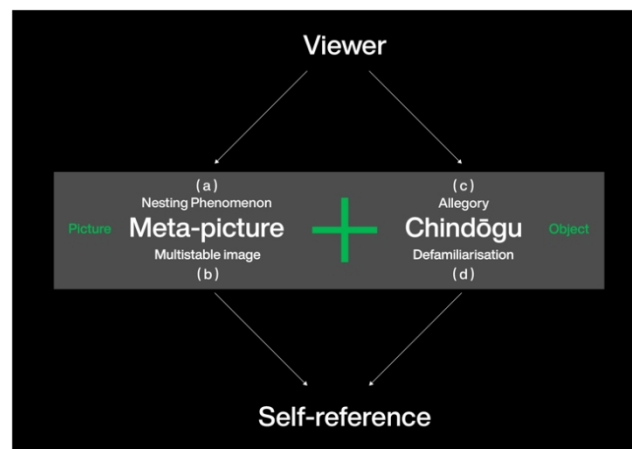 Viewer
(a)
Nesting Phenomenon
Picture
Meta-picture
Multistable image
(b)
(c)
Allegory
Chindōgu
Object
Defamiliarisation
(d)
Self-reference